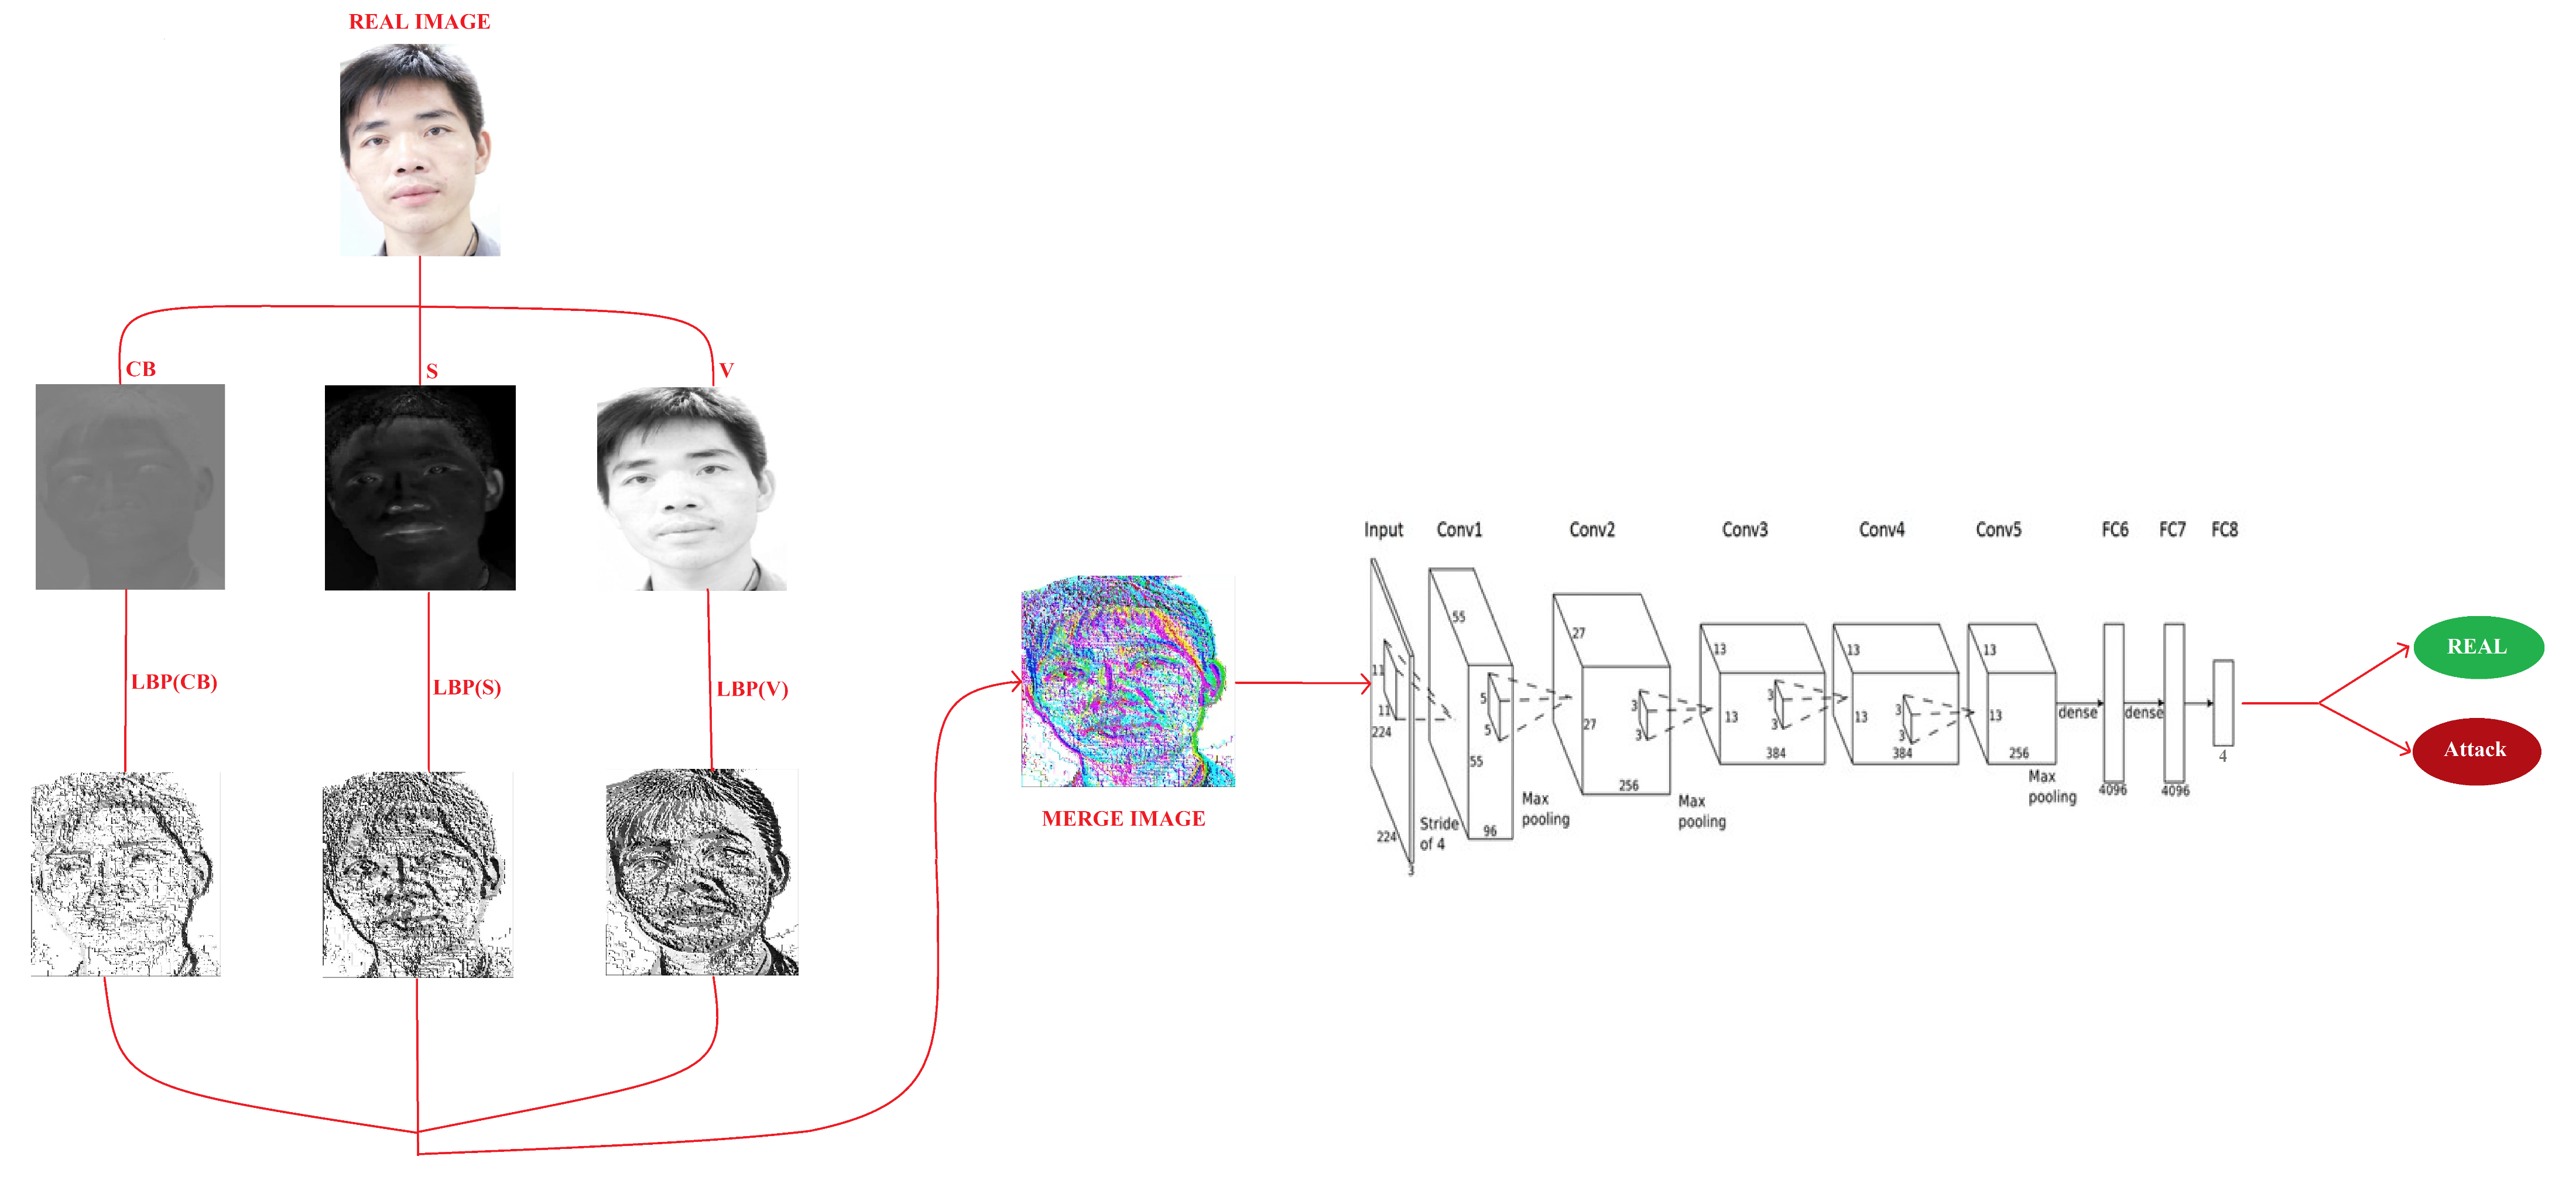 REAL IMAGE
CB
S
V
LBP(CB)
LBP(S)
LBP(V)
MERGE IMAGE
Input
Conv1
Conv2
Conv3
Conv4
Conv5
FC6
FC7
FC8
11
11
224
224
3
Stride
of 4
55
55
96
5
5
Max
pooling
27
27
256
3
3
Max
pooling
13
13
384
3
3
13
13
384
3
3
13
13
256
Max
pooling
dense
4096
dense
4096
4
REAL
Attack